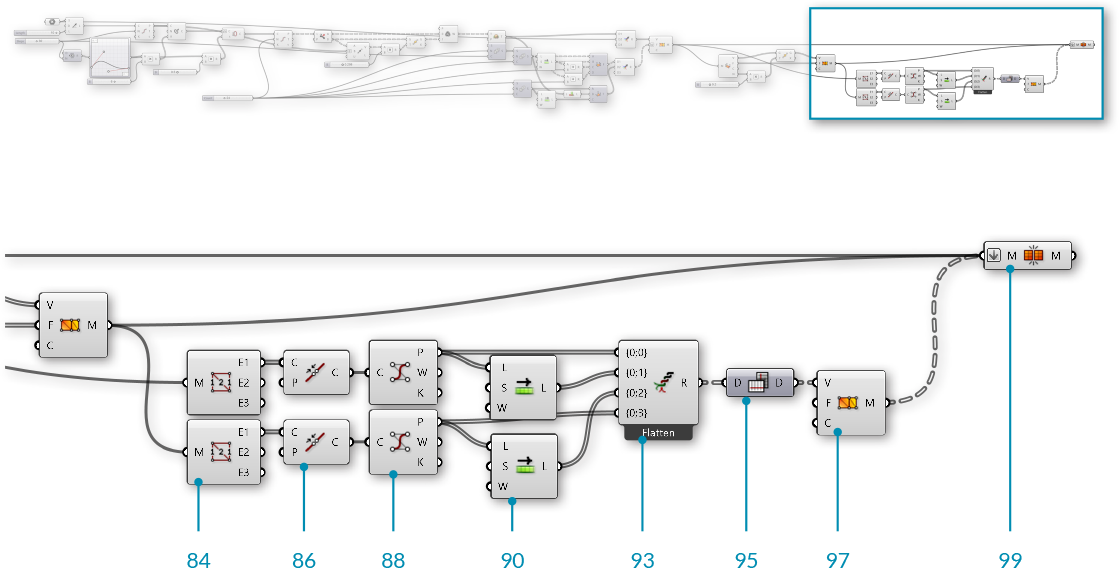 M M
V
F M
C
M E1
E2
E3
C C
P
C P
W
K
L
S L
W
{0;0}
{0;1}
{0;2}
{0;3}
R
Flatten
D D
V
F M
C
M E1
E2
E3
C C
P
C P
W
K
L
S L
W
84 86 88 90 93 95 97 99